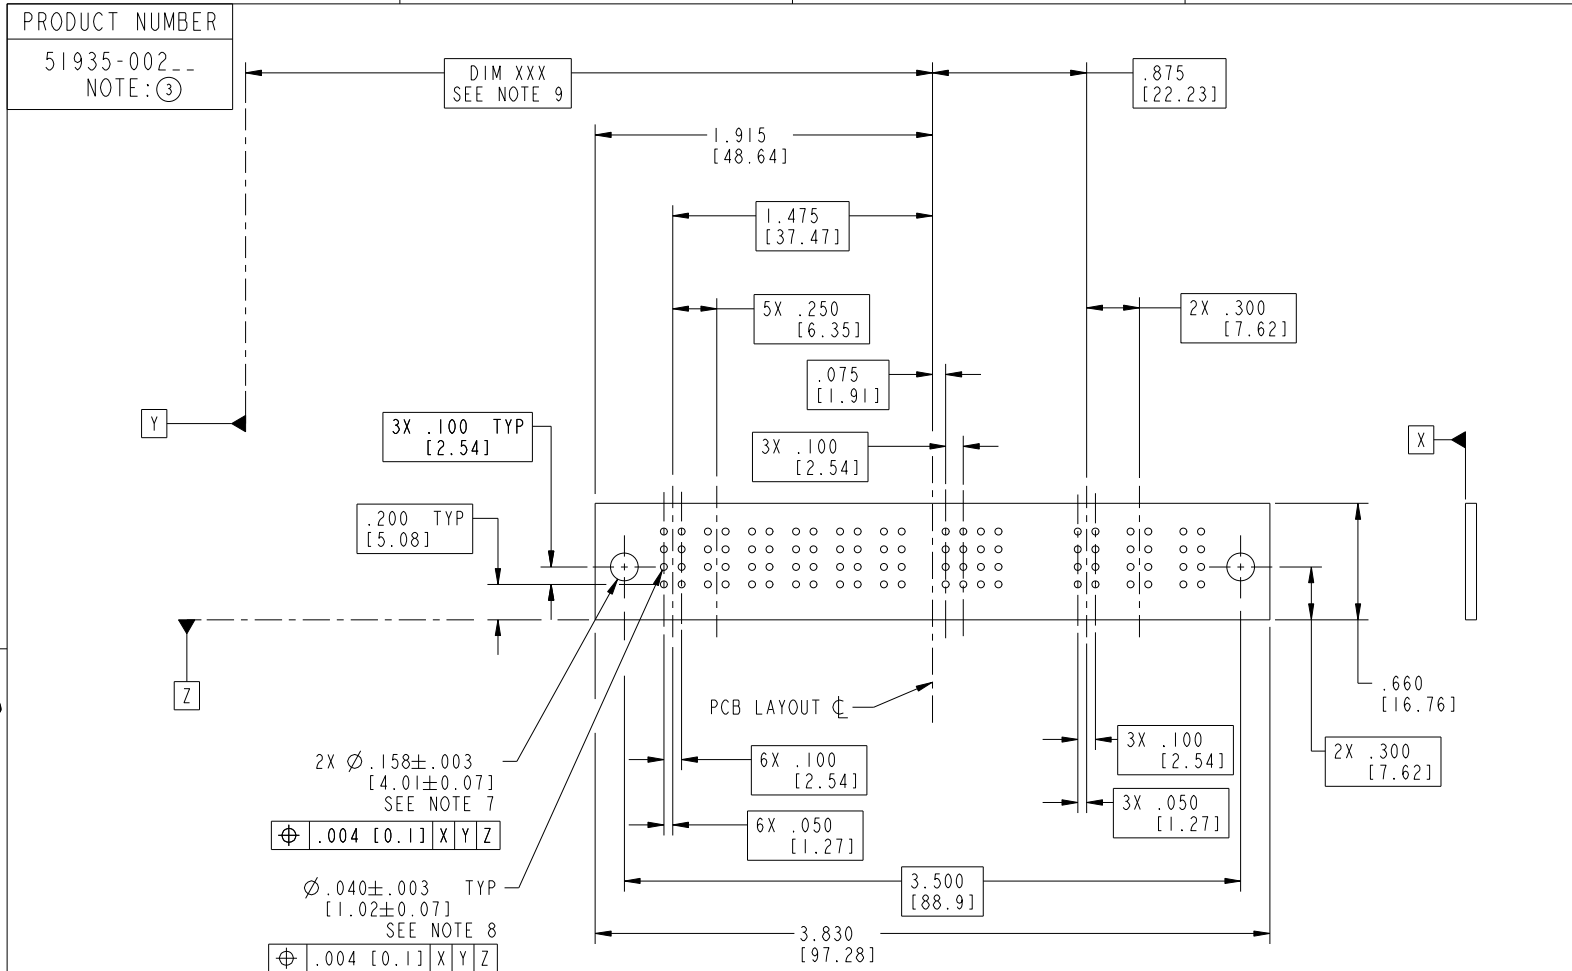 PRODUCT NUMBER
51935-002__
NOTE: 3
DIM XXX
SEE NOTE 9
.875
[22.23]
1.915
[48.64]
1.475
[37.47]
5X .250
[6.35]
2X .300
[7.62]
.075
[1.91]
Y
3X .100 TYP
[2.54]
3X .100
[2.54]
X
.200 TYP
[5.08]
Z
PCB LAYOUT ℄
.660
[16.76]
2X Ø.158±.003
[4.01±0.07]
SEE NOTE 7
⌖ .004 [0.1] X Y Z
6X .100
[2.54]
3X .100
[2.54]
2X .300
[7.62]
6X .050
[1.27]
3X .050
[1.27]
Ø.040±.003 TYP
[1.02±0.07]
SEE NOTE 8
⌖ .004 [0.1] X Y Z
3.500
[88.9]
3.830
[97.28]